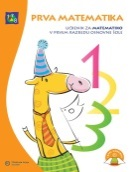 PRVA MATEMATIKA
UČBENIK ZA MATEMATIKO
V PRVEM RAZREDU OSNOVNE ŠOLE
1
2
3